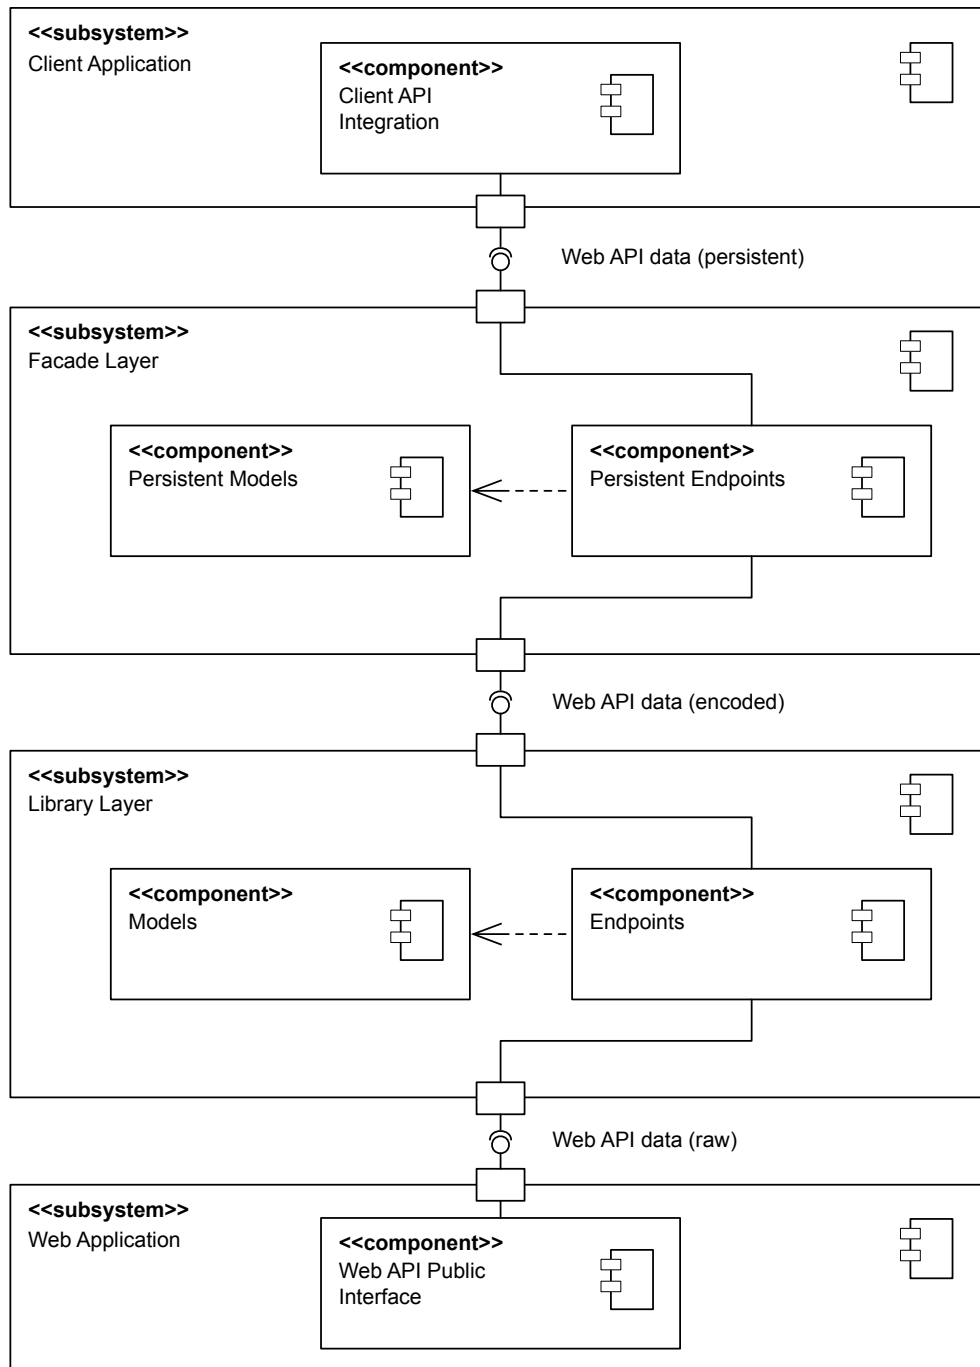 <<subsystem>>
Client Application
<<component>>
Client API
Integration
Web API data (persistent)
<<subsystem>>
Facade Layer
<<component>>
Persistent Models
<<component>>
Persistent Endpoints
Web API data (encoded)
<<subsystem>>
Library Layer
<<component>>
Models
<<component>>
Endpoints
Web API data (raw)
<<subsystem>>
Web Application
<<component>>
Web API Public
Interface